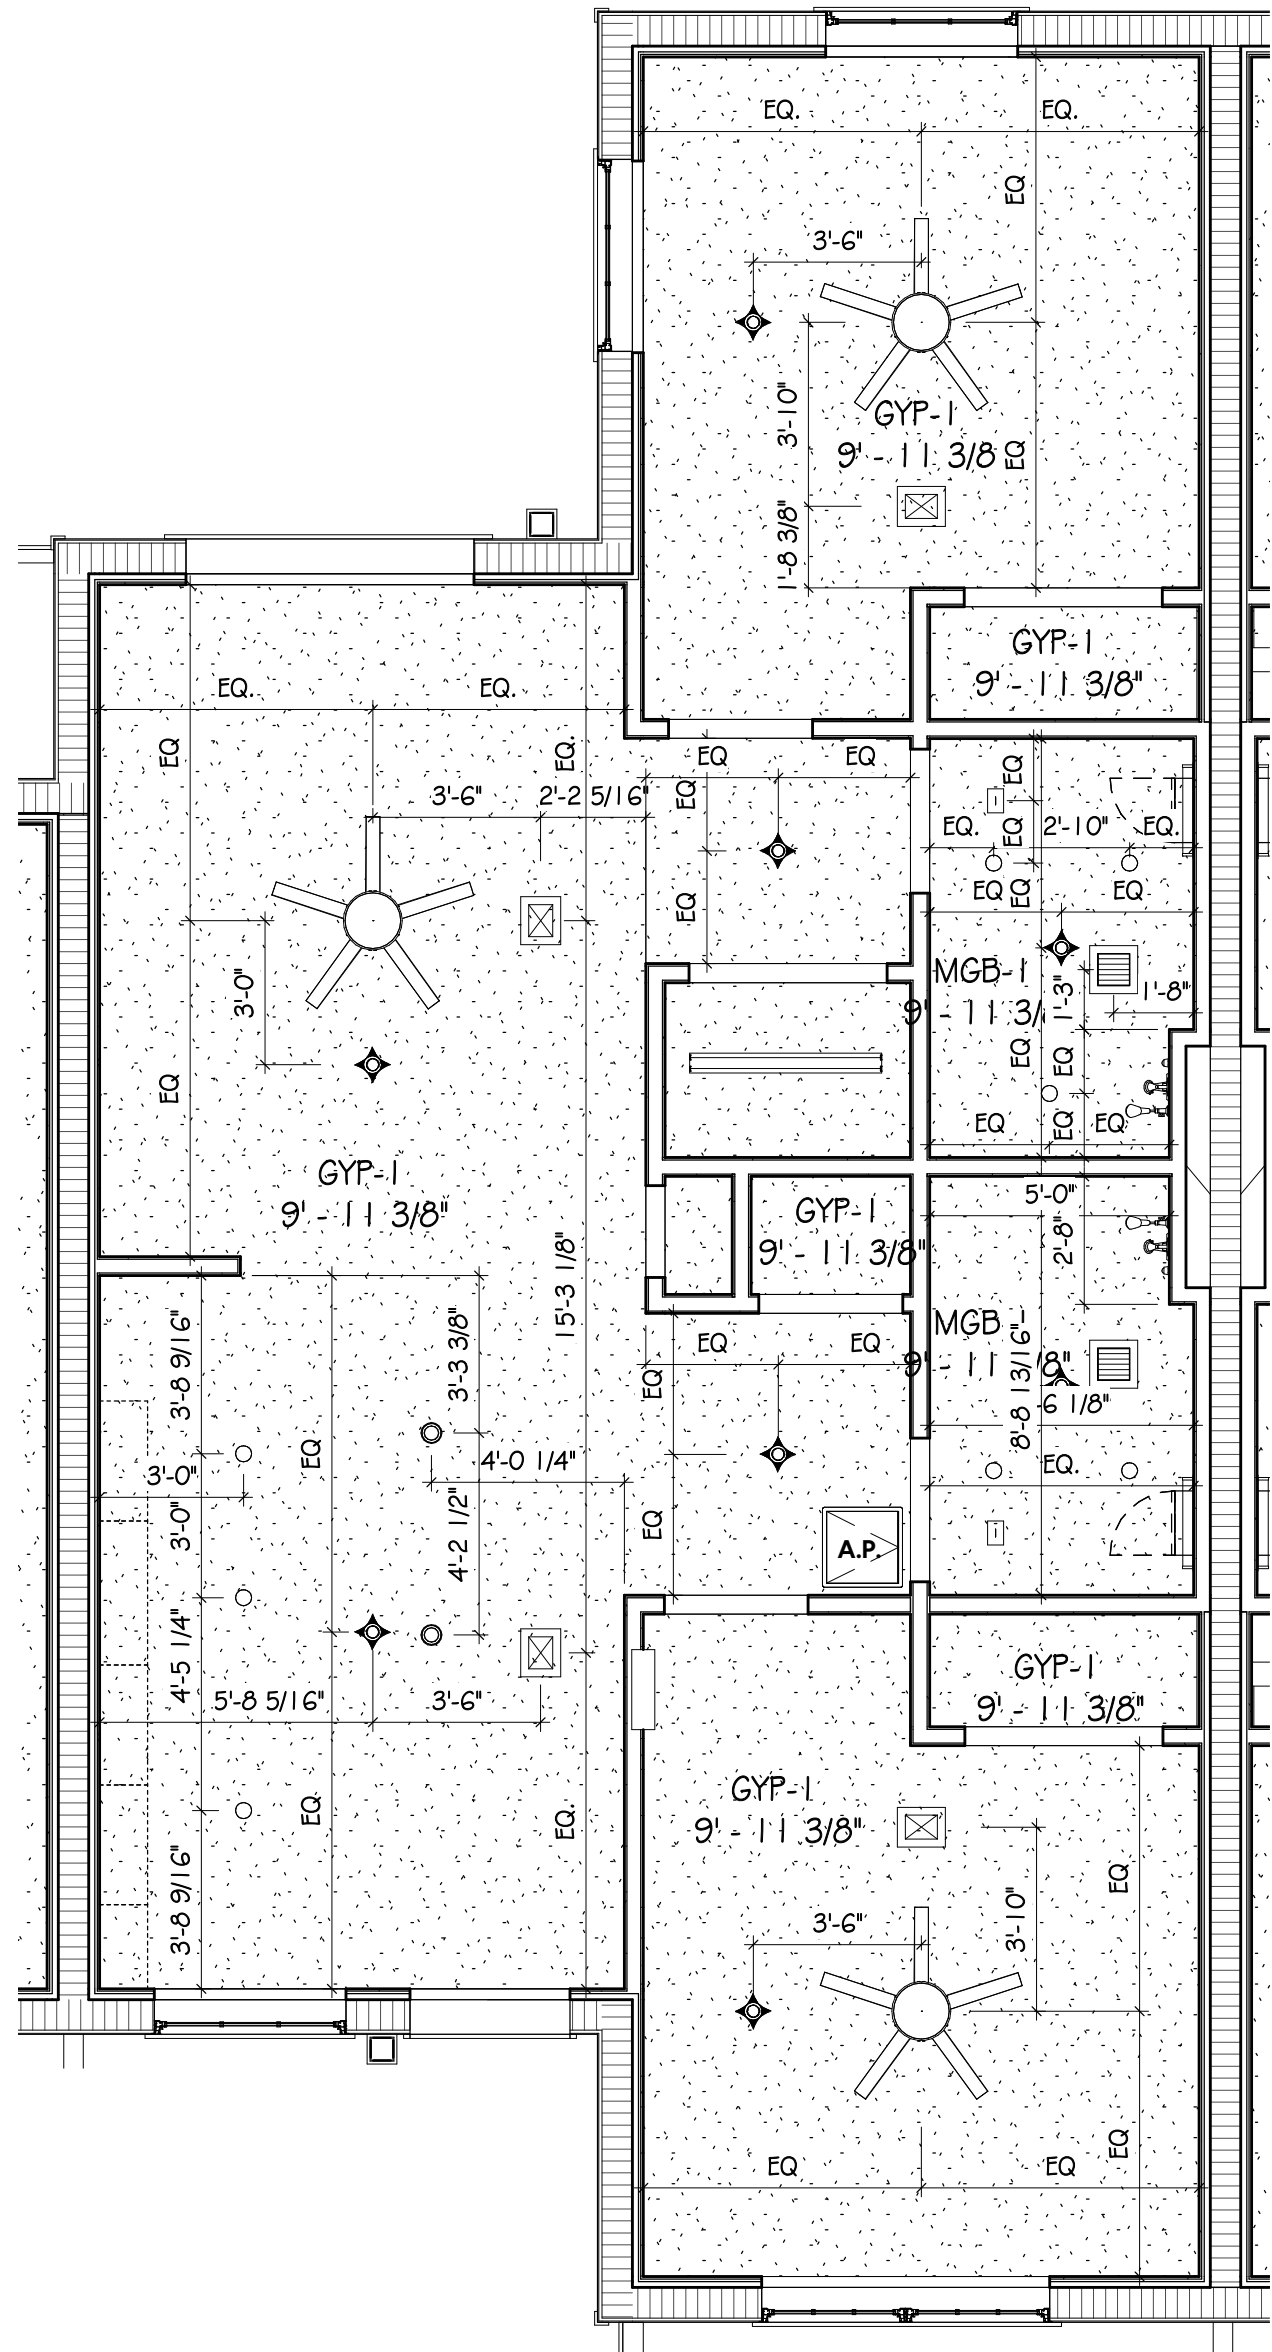 EQ.
EQ.
EQ
3'-6"
3'-10"
GYP-1
9' - 11 3/8
EQ
1'-8 3/8"
GYP-1
9' - 11 3/8"
EQ.
EQ.
EQ
EQ.
EQ
EQ
EQ
EQ
3'-6"
2'-2 5/16"
EQ
EQ.
2'-10"
EQ.
EQ
EQ
EQ
EQ
3'-0"
MGB-1
9' - 11 3/
1'-3"
1'-8"
EQ
EQ
EQ
EQ
EQ
EQ
GYP-1
9' - 11 3/8"
5'-0"
GYP-1
9' - 11 3/8"
2'-8"
15'-3 1/8"
3'-8 9/16"
3'-3 3/8"
EQ
EQ
MGB
9' - 11
/8"
8'-8 13/16"
6 1/8"
EQ
EQ
4'-0 1/4"
EQ.
3'-0"
3'-0"
4'-2 1/2"
EQ
A.P.
4'-5 1/4"
5'-8 5/16"
3'-6"
GYP-1
9' - 11 3/8"
GYP-1
9' - 11 3/8"
EQ
EQ.
EQ
3'-8 9/16"
3'-6"
3'-10"
EQ
EQ
EQ